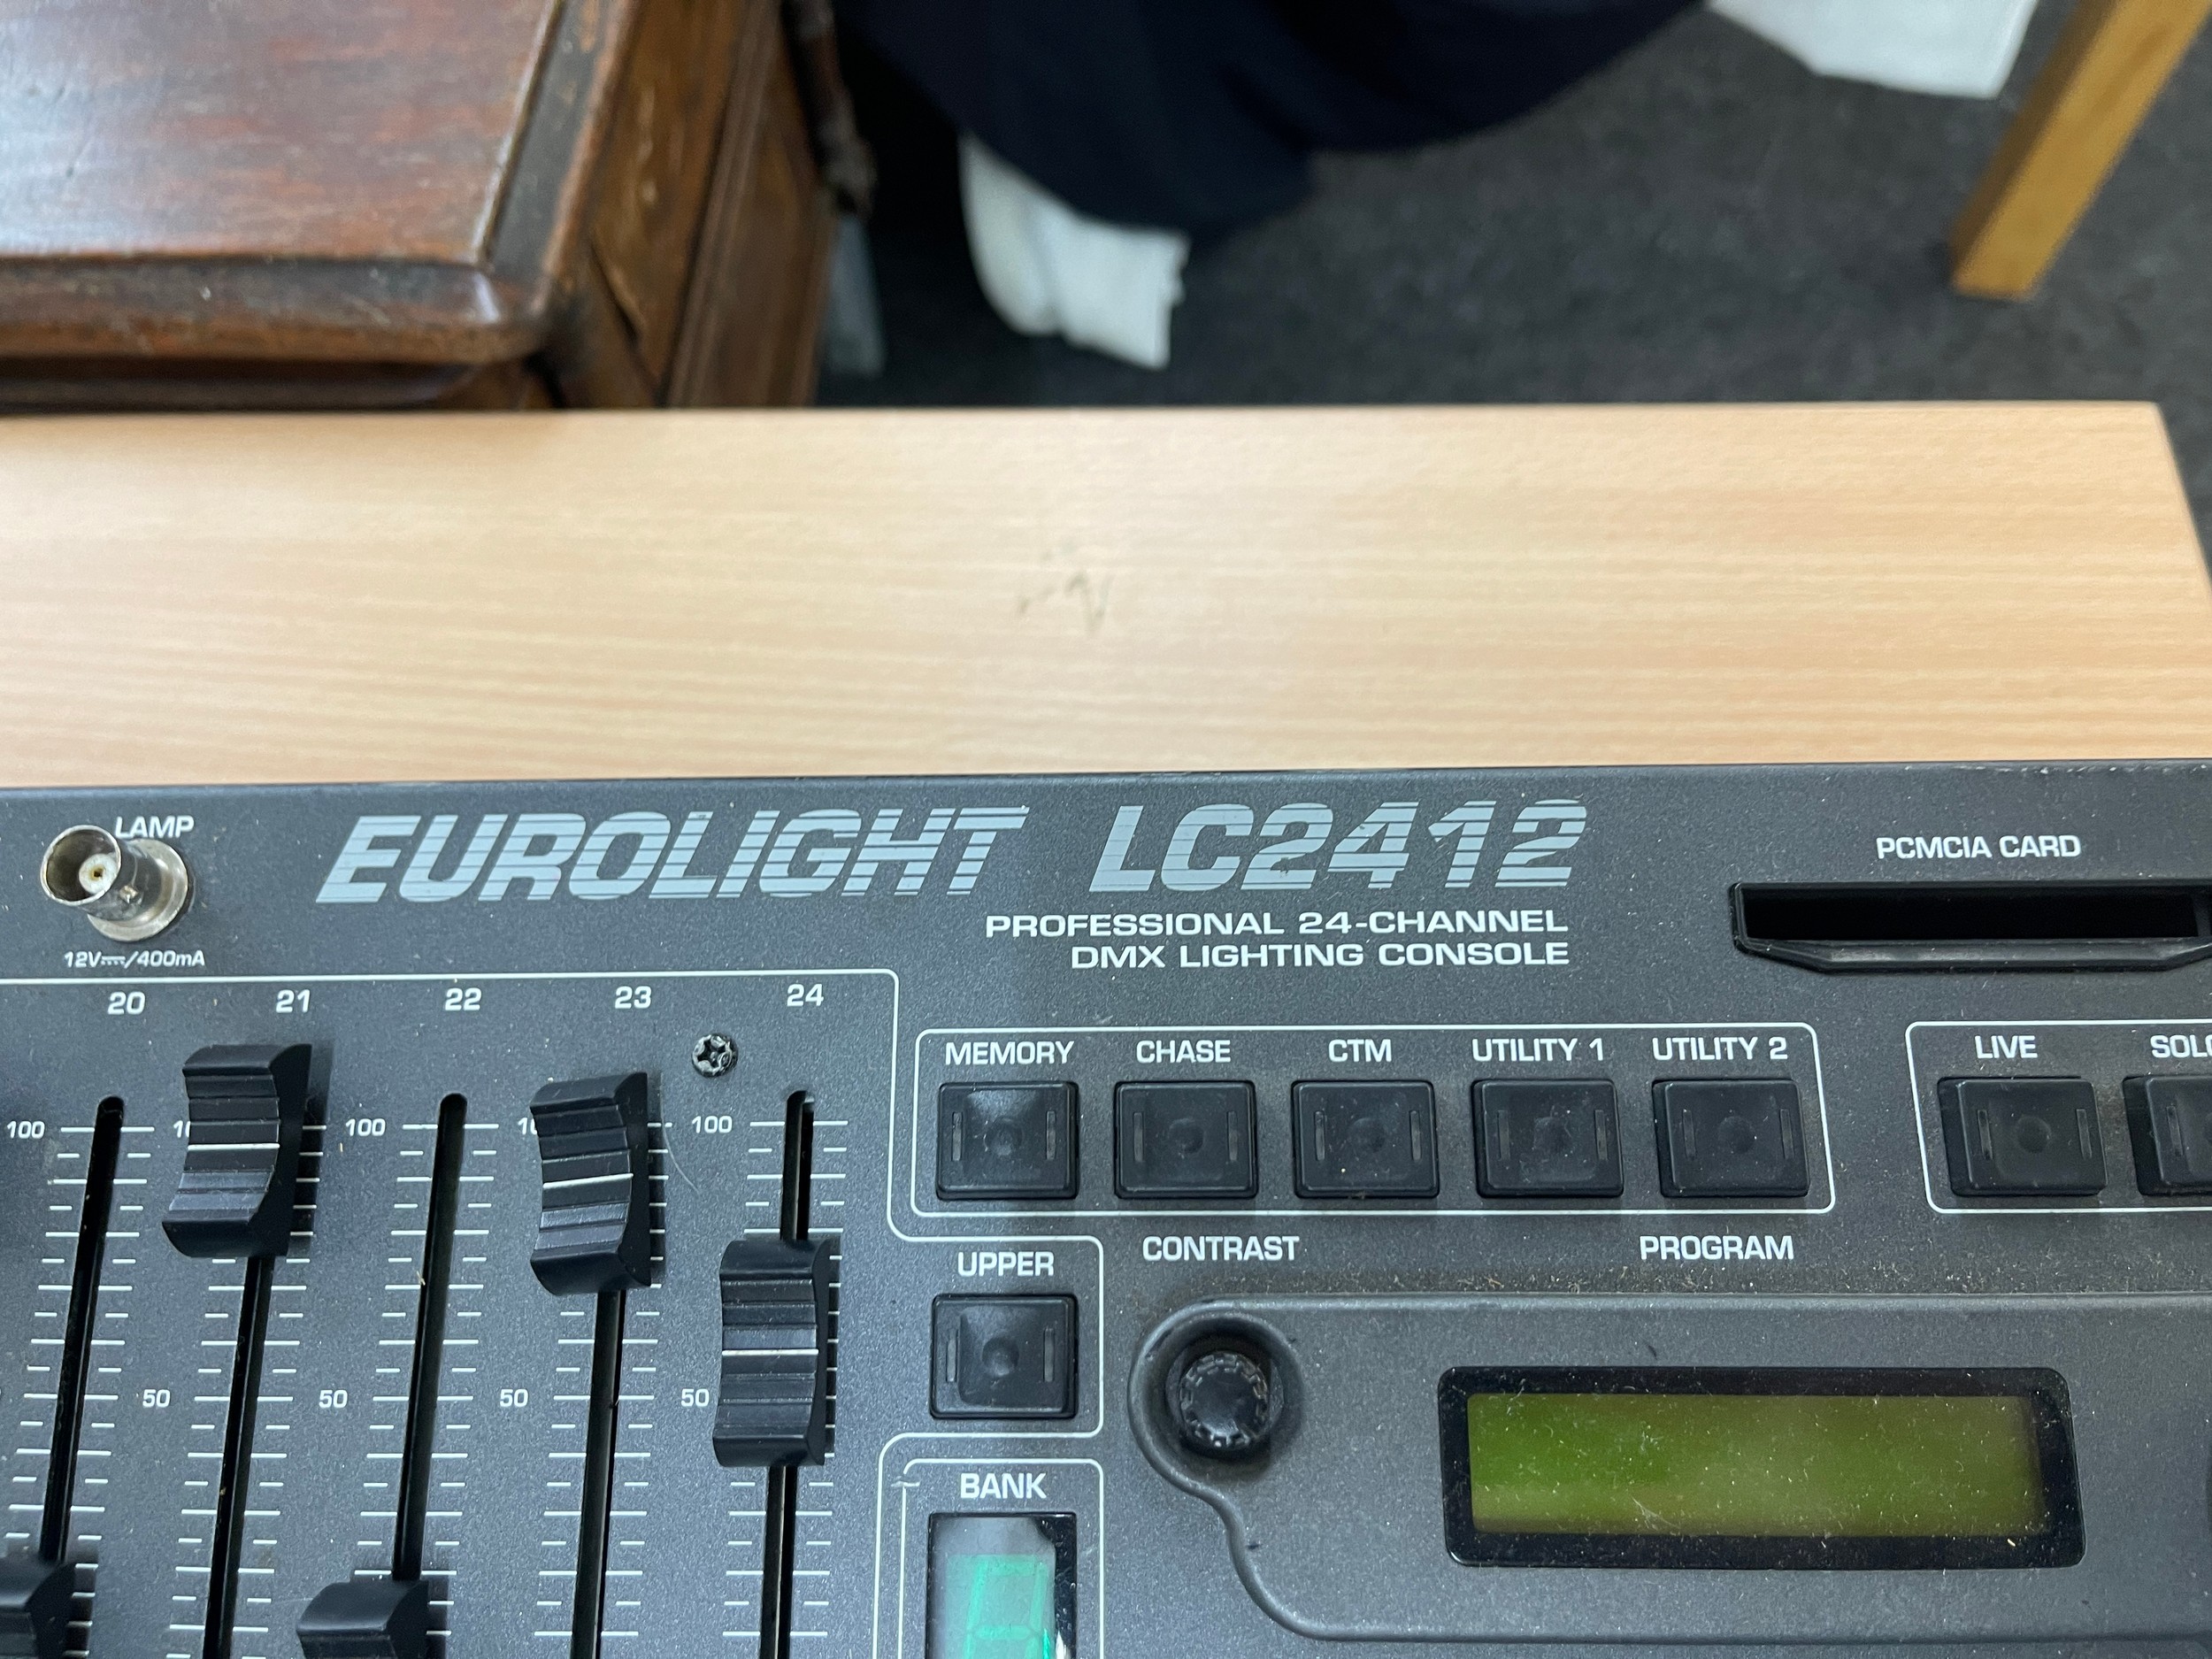 LAMP
EUROLIGHT LC2412
PCMCIA CARD
PROFESSIONAL 24-CHANNEL
DMX LIGHTING CONSOLE
12V⎓/400mA
20 21 22 23 24
MEMORY CHASE CTM UTILITY 1 UTILITY 2
LIVE
100 100 100
UPPER
CONTRAST
PROGRAM
50 50 50 50
BANK